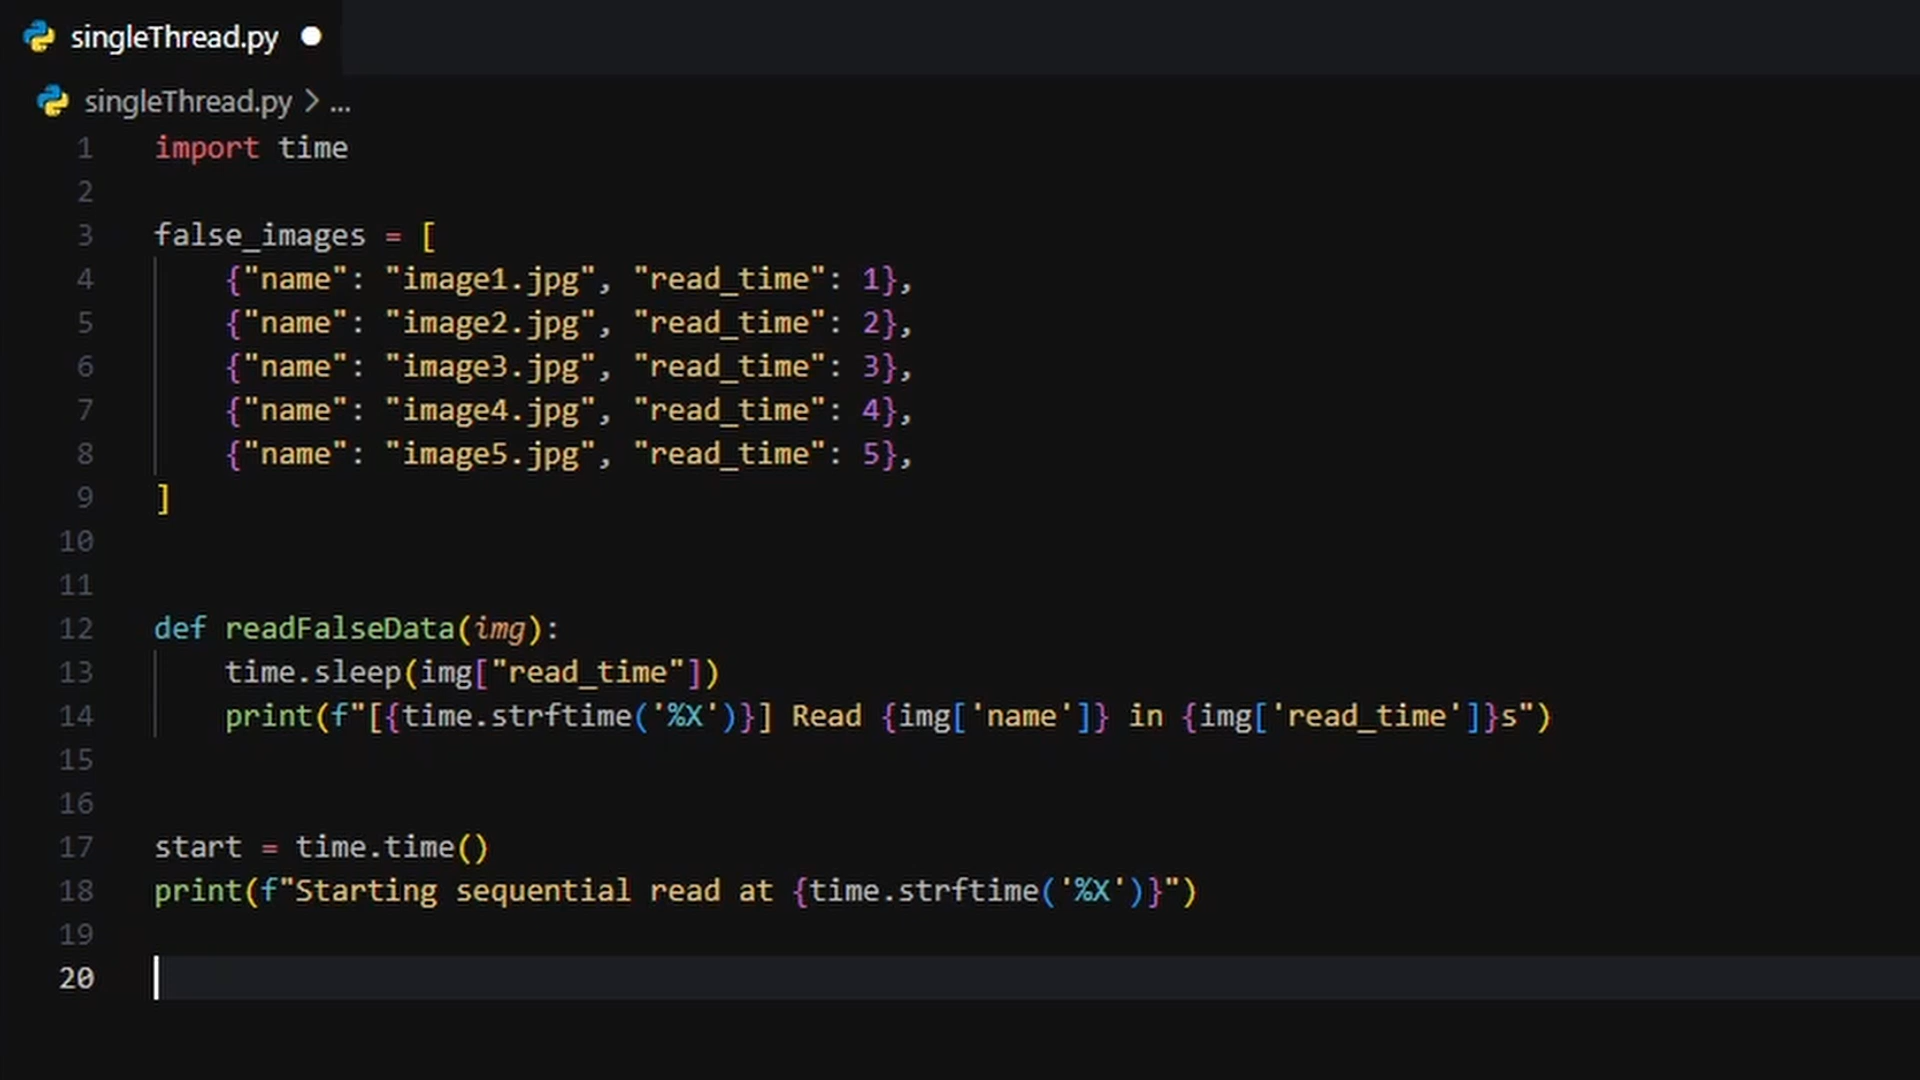 singleThread.py
singleThread.py > ...
1 import time
2
3 false_images = [
4     {"name": "image1.jpg", "read_time": 1},
5     {"name": "image2.jpg", "read_time": 2},
6     {"name": "image3.jpg", "read_time": 3},
7     {"name": "image4.jpg", "read_time": 4},
8     {"name": "image5.jpg", "read_time": 5},
9 ]
10
11
12 def readFalseData(img):
13     time.sleep(img["read_time"])
14     print(f"[{time.strftime('%X')}] Read {img['name']} in {img['read_time']}s")
15
16
17 start = time.time()
18 print(f"Starting sequential read at {time.strftime('%X')}")
19
20